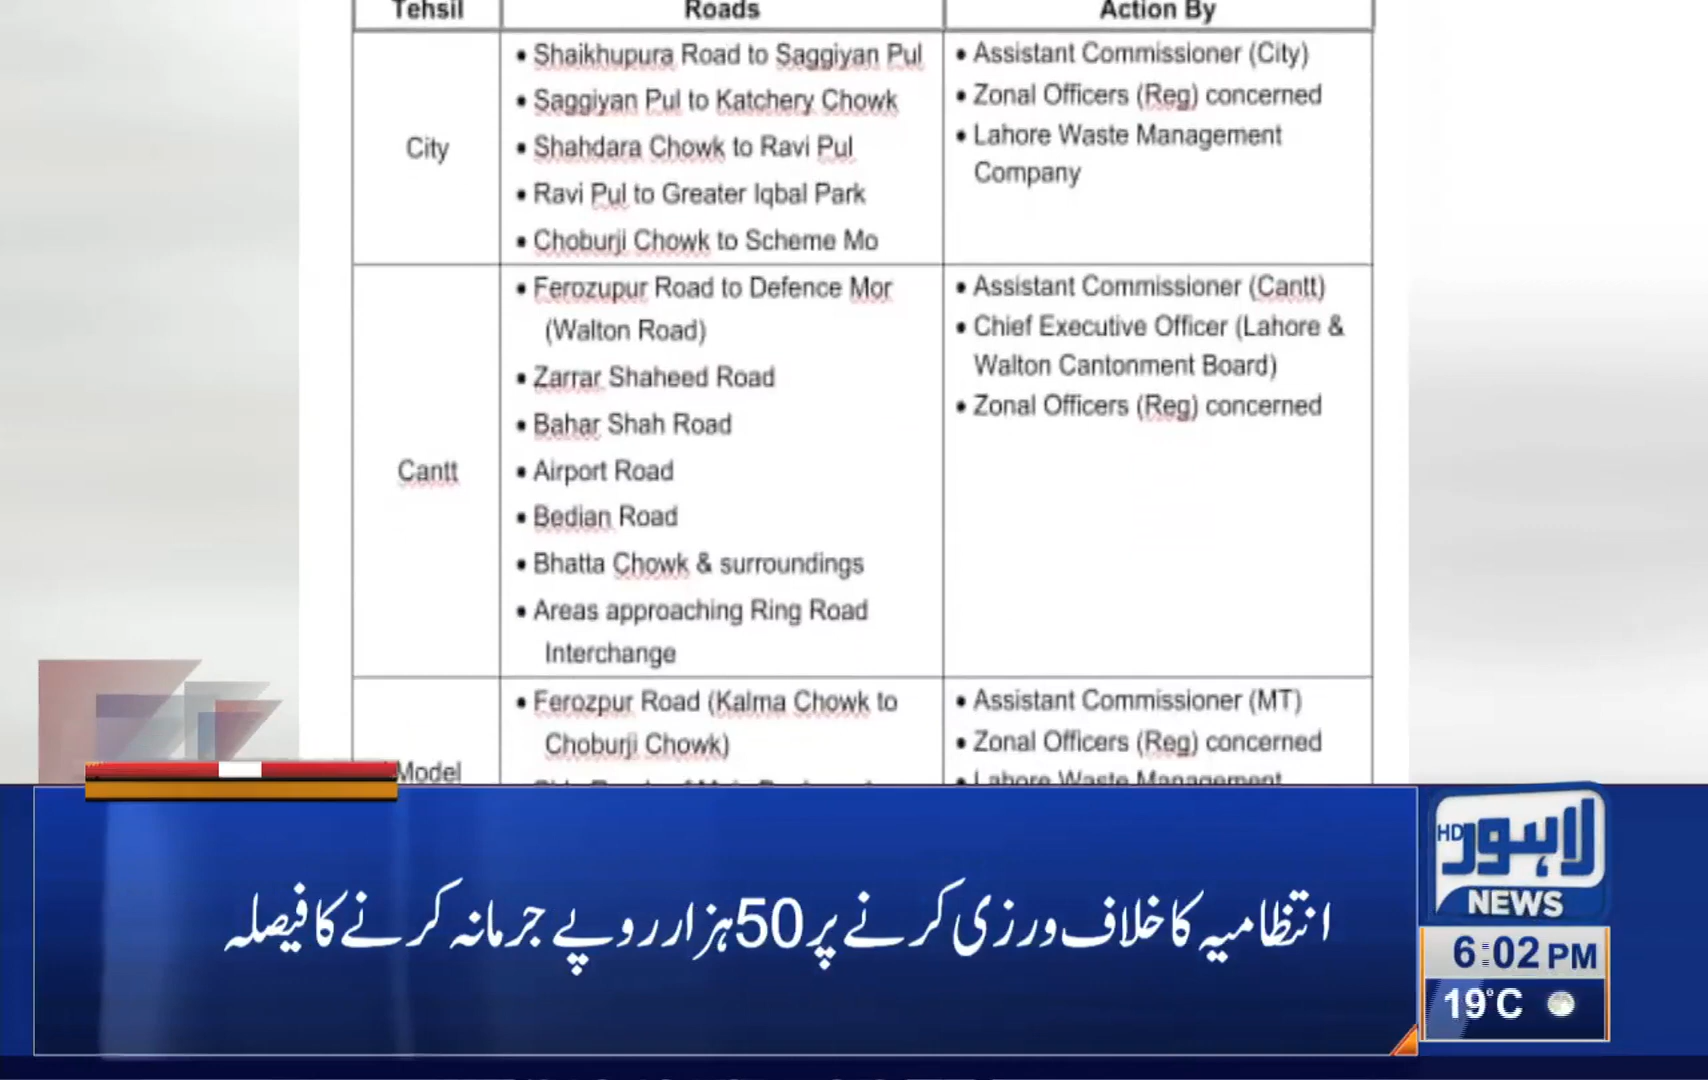 Tehsil
Roads
Action By
City
• Shaikhupura Road to Saggiyan Pul
• Saggiyan Pul to Katchery Chowk
• Shahdara Chowk to Ravi Pul
• Ravi Pul to Greater Iqbal Park
• Choburji Chowk to Scheme Mo
• Assistant Commissioner (City)
• Zonal Officers (Reg) concerned
• Lahore Waste Management
Company
Cantt
• Ferozupur Road to Defence Mor
(Walton Road)
• Zarrar Shaheed Road
• Bahar Shah Road
• Airport Road
• Bedian Road
• Bhatta Chowk & surroundings
• Areas approaching Ring Road
Interchange
• Assistant Commissioner (Cantt)
• Chief Executive Officer (Lahore &
Walton Cantonment Board)
• Zonal Officers (Reg) concerned
Model
• Ferozpur Road (Kalma Chowk to
Choburji Chowk)
• Assistant Commissioner (MT)
• Zonal Officers (Reg) concerned
• Lahore Waste Management
انتظامیہ کا خلاف ورزی کرنے پر 50 ہزار روپے جرمانہ کرنے کا فیصلہ
HD لاہور
NEWS
6:02 PM
19°C